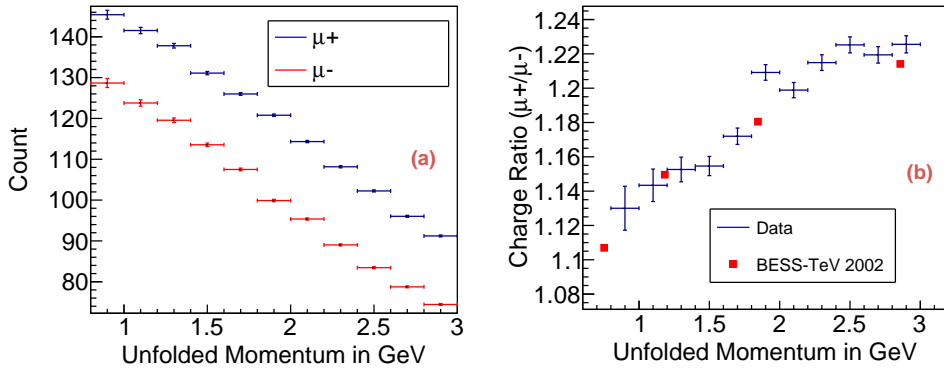 140
130
120
110
100
90
80
Count
μ+
μ-
(a)
1
1.5
2
2.5
3
Unfolded Momentum in GeV
1.24
1.22
1.2
1.18
1.16
1.14
1.12
1.1
1.08
Charge Ratio (μ+/μ-)
(b)
Data
BESS-TeV 2002
1
1.5
2
2.5
3
Unfolded Momentum in GeV